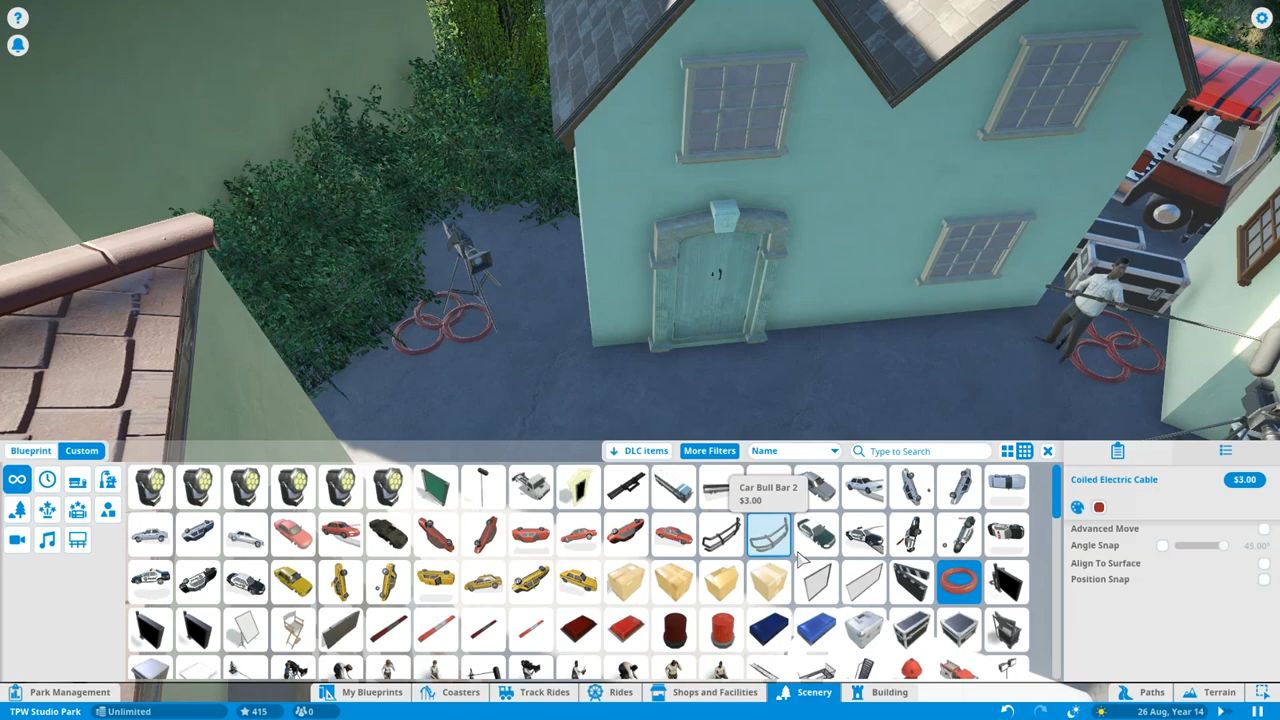 ?
Blueprint
Custom
DLC items
More Filters
Name
Type to Search
Car Bull Bar 2
$3.00
Coiled Electric Cable
$3.00
Advanced Move
Angle Snap
45.00°
Align To Surface
Position Snap
Park Management
My Blueprints
Coasters
Track Rides
Rides
Shops and Facilities
Scenery
Building
Paths
Terrain
TPW Studio Park
Unlimited
415
0
26 Aug, Year 14